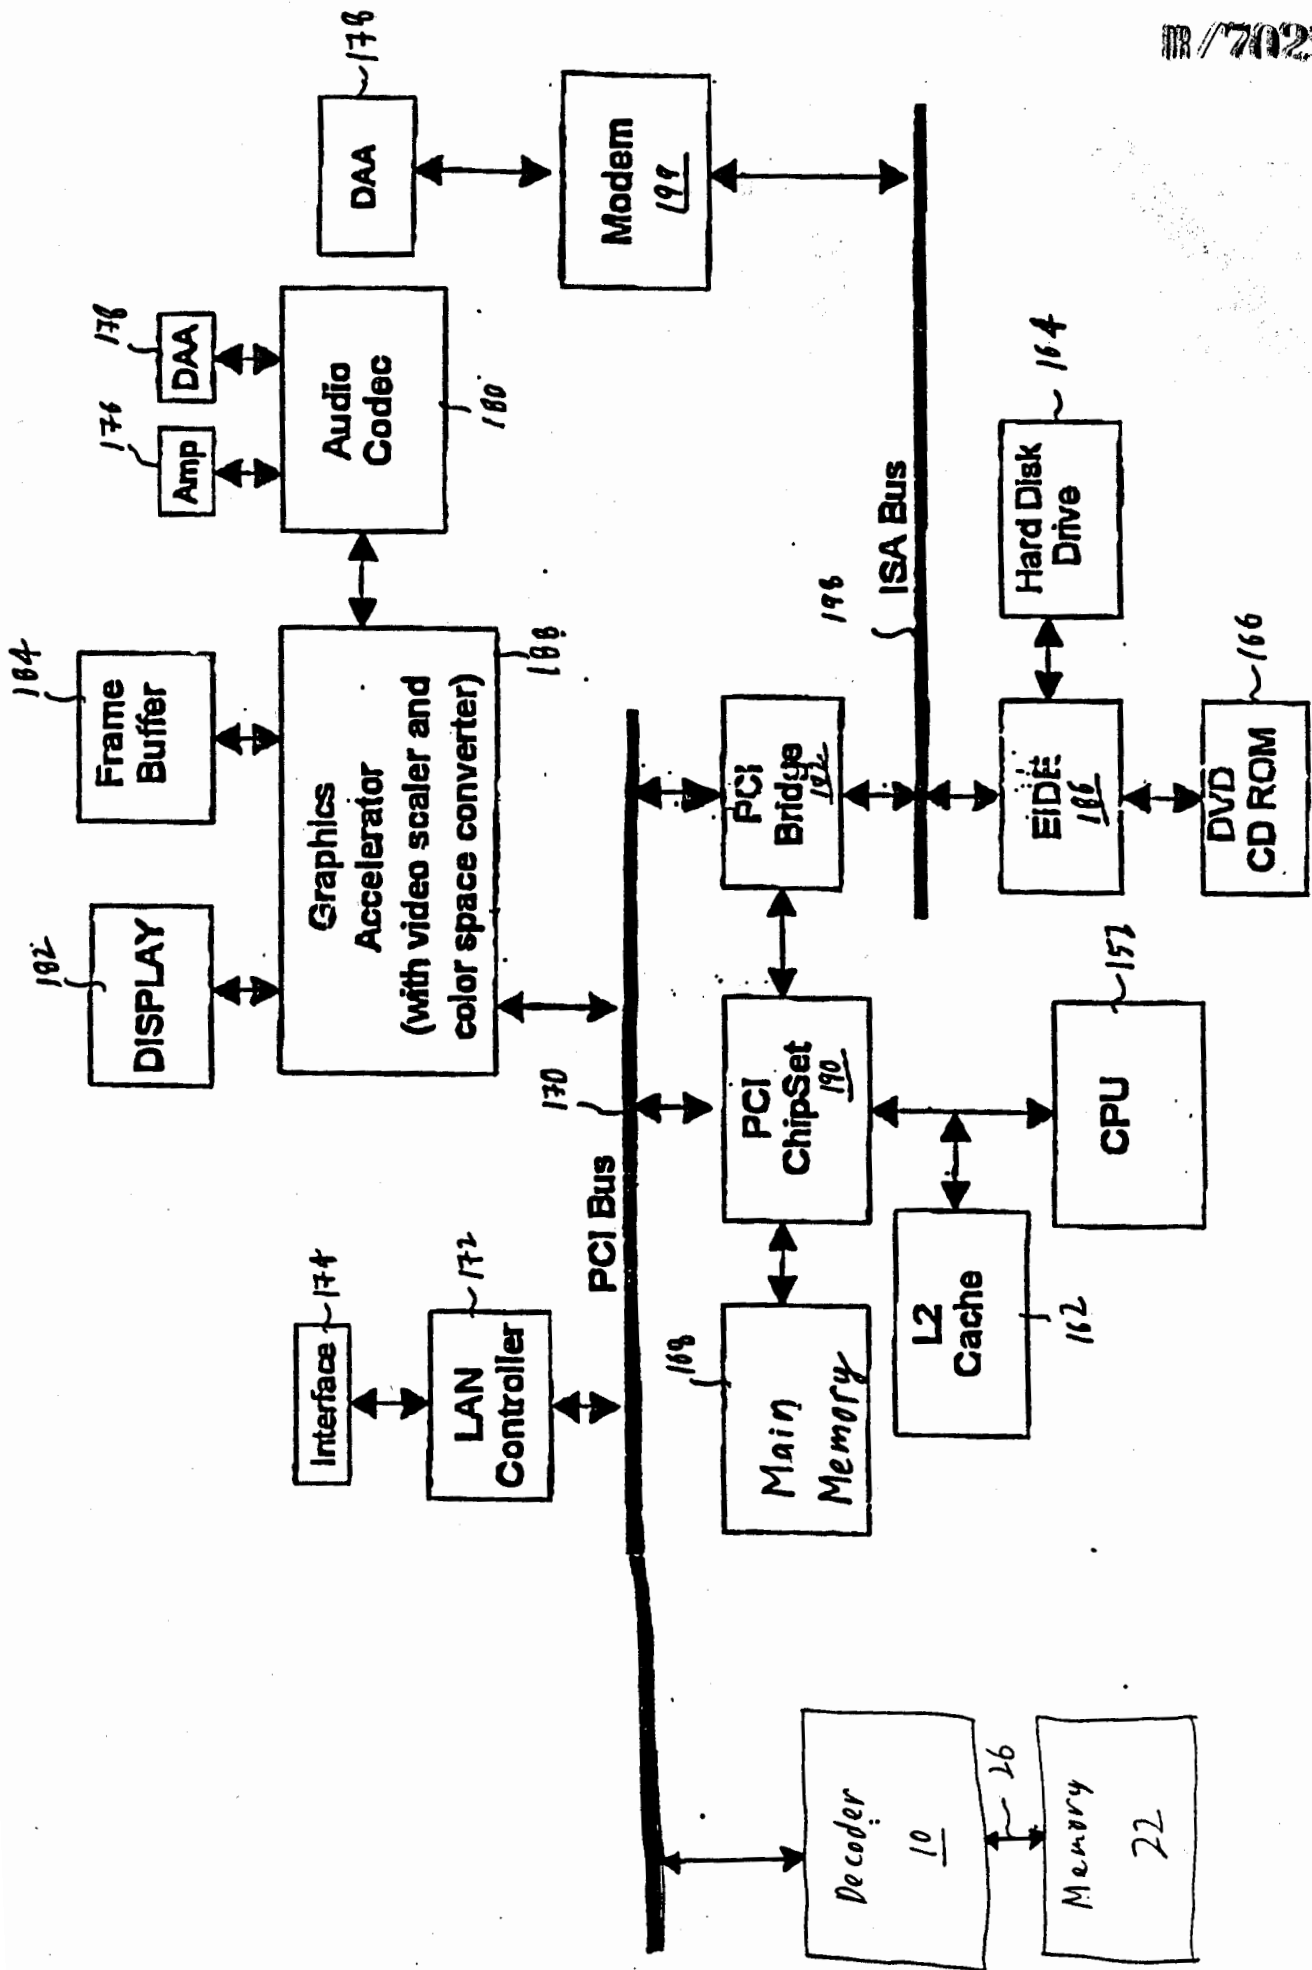 182
DISPLAY
184
Frame
Buffer
176
Amp
178
DAA
DAA
178
Graphics
Accelerator
(with video scaler and
color space converter)
188
Audio
Codec
180
Modem
199
Interface
174
LAN
Controller
172
PCI Bus
170
168
Main
Memory
PCI
ChipSet
190
PCI
Bridge
192
198
ISA Bus
L2
Cache
162
CPU
152
EIDE
186
Hard Disk
Drive
164
DVD
CD ROM
166
Decoder
10
26
Memory
22